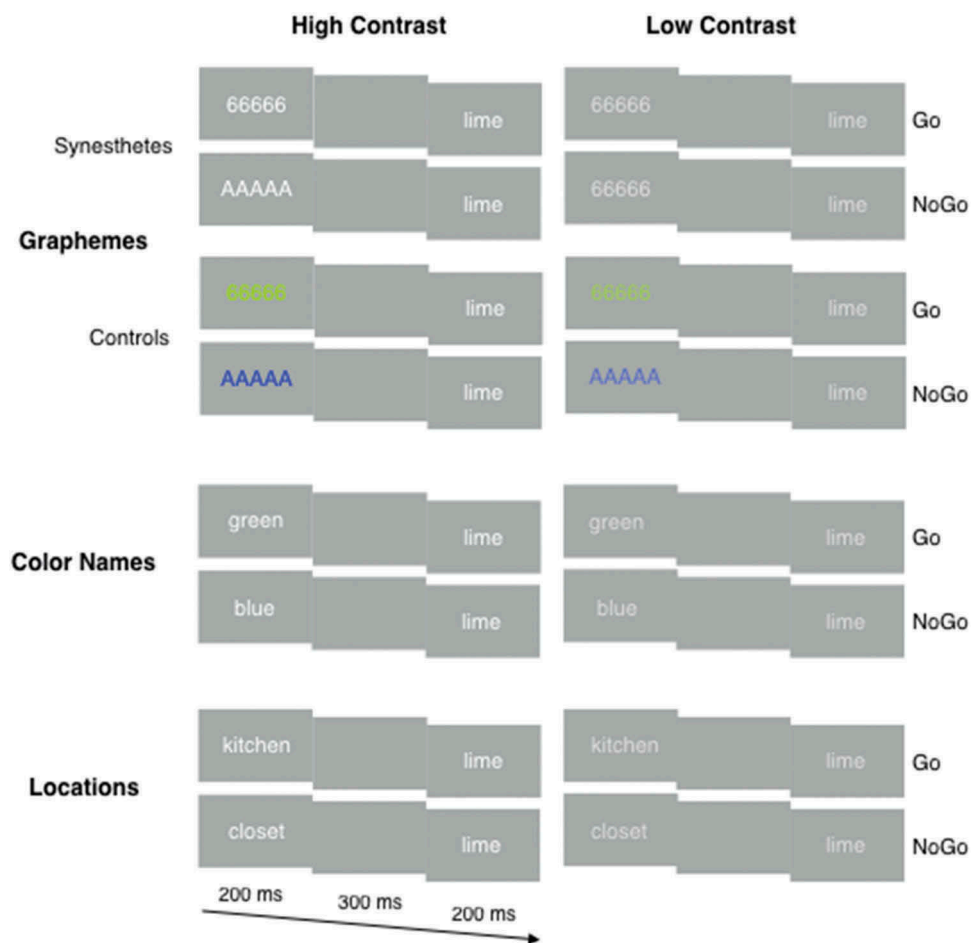 High Contrast Low Contrast
66666 lime 66666 lime Go
Synesthetes
AAAAA lime 66666 lime NoGo
Graphemes
66666 lime 66666 lime Go
Controls
AAAAA lime AAAAA lime NoGo
green lime green lime Go
Color Names
blue lime blue lime NoGo
kitchen lime kitchen lime Go
Locations
closet lime closet lime NoGo
200 ms 300 ms 200 ms